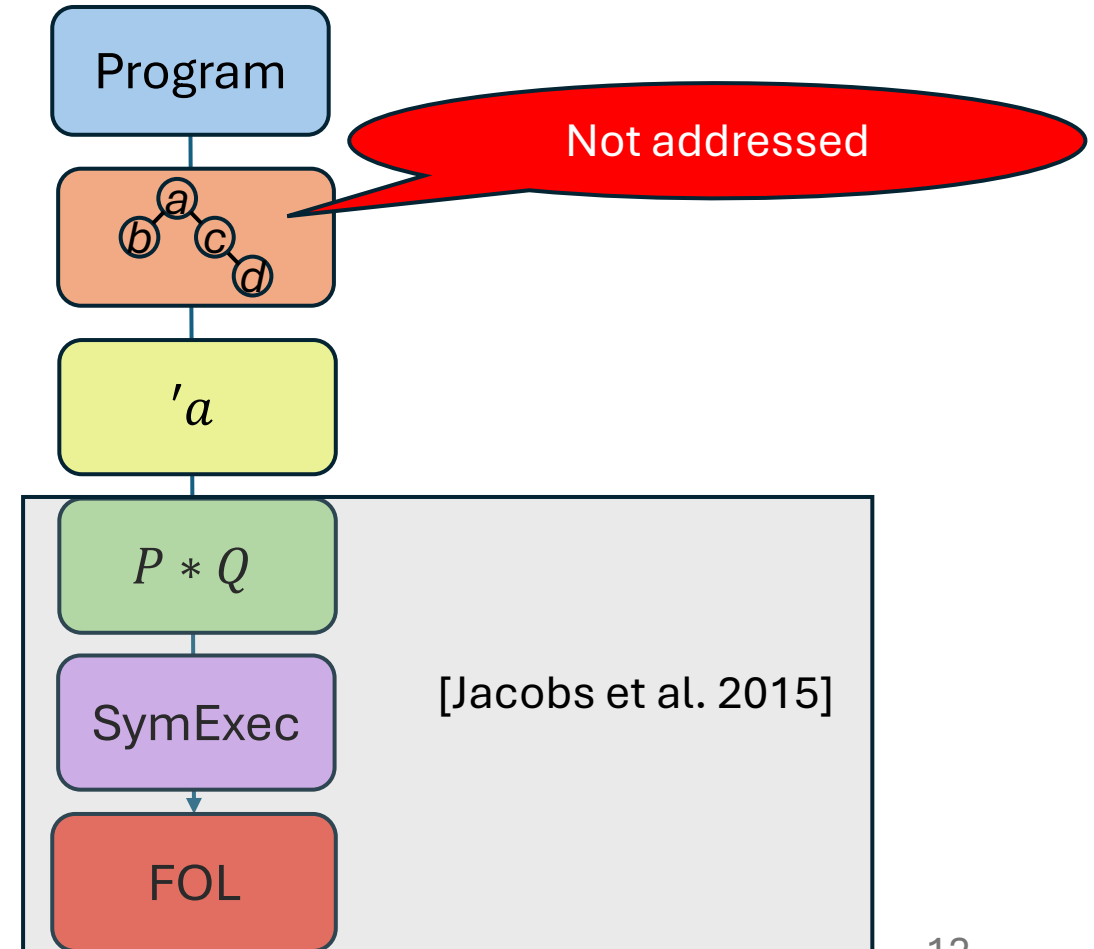 Program
Not addressed
a
b
c
d
′a
P ∗ Q
[Jacobs et al. 2015]
SymExec
FOL